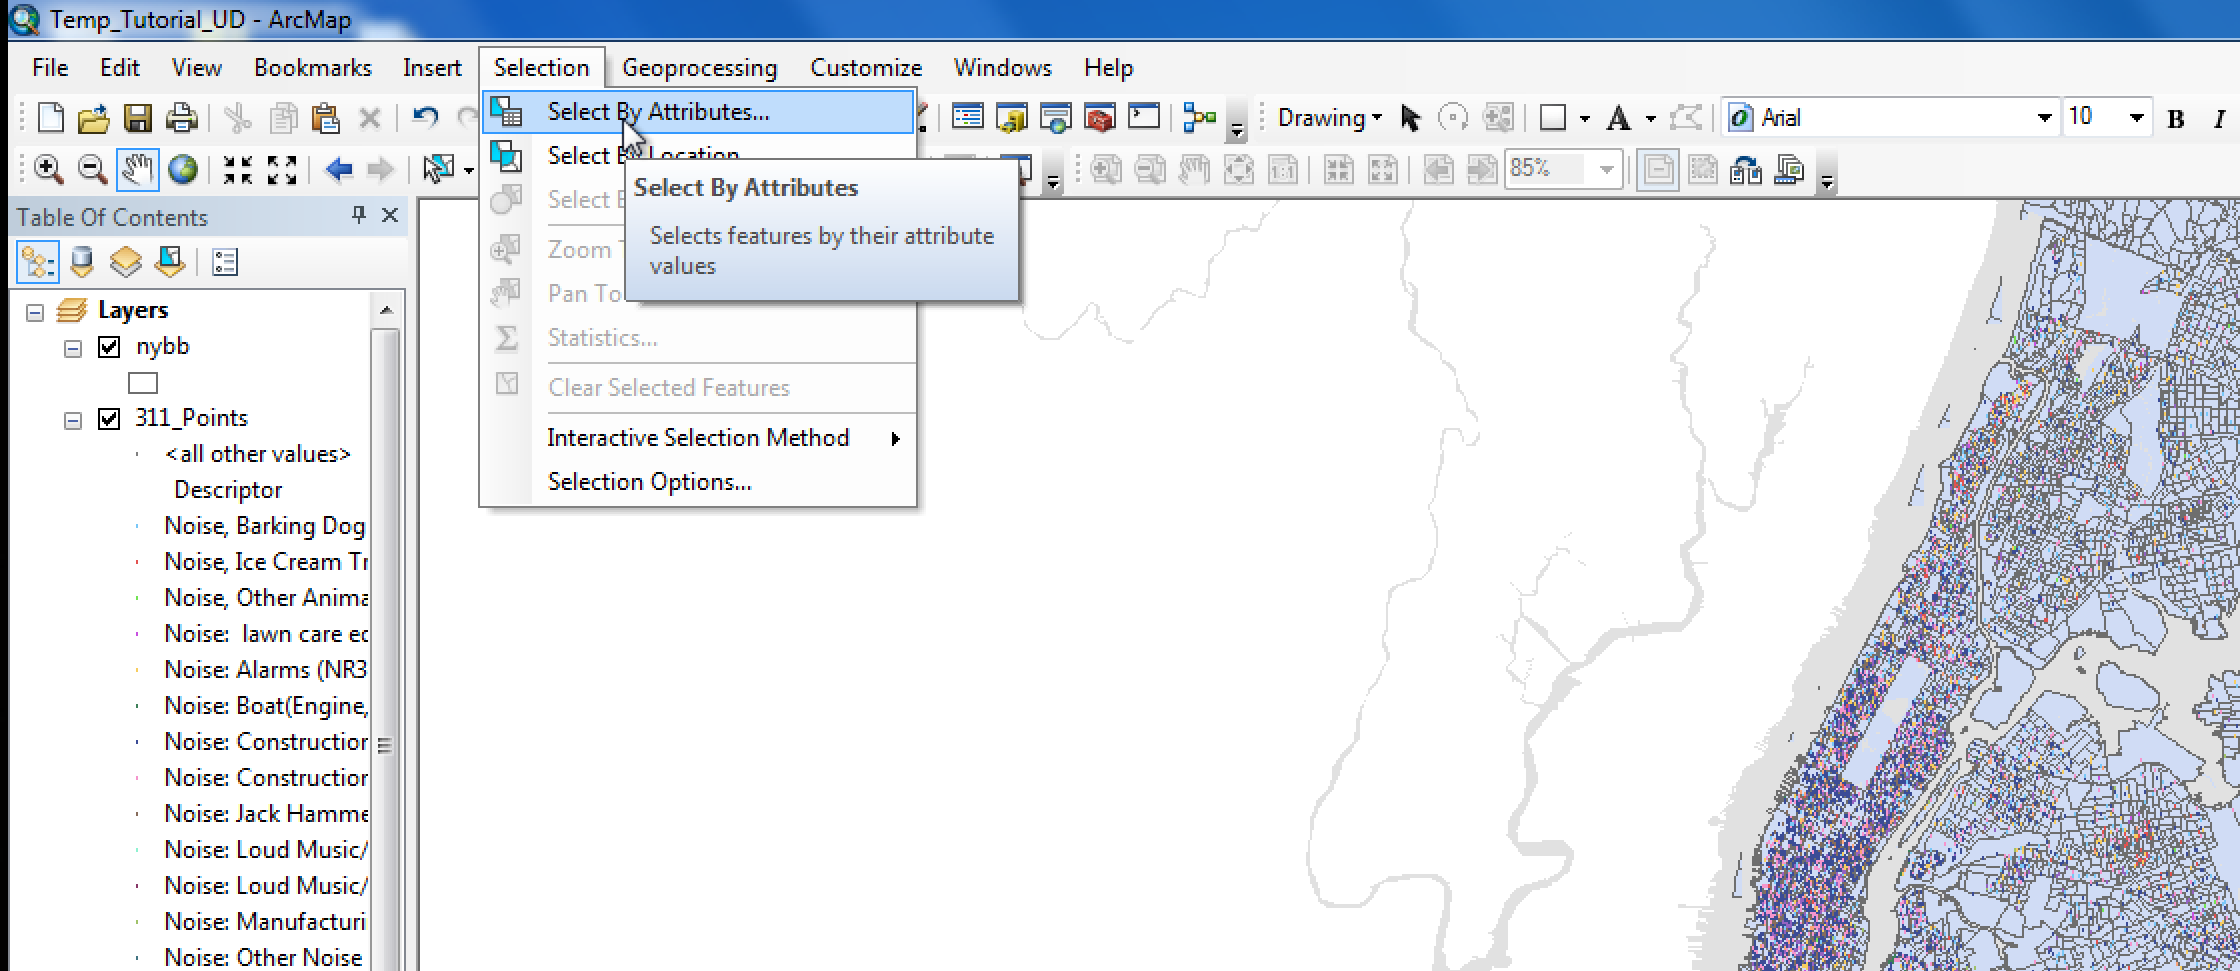 Temp_Tutorial_UD - ArcMap
File Edit View Bookmarks Insert Selection Geoprocessing Customize Windows Help
Select By Attributes...
Drawing
A
Arial
10
B
I
Select By Location
85%
1:1
Select By Attributes
Selects features by their attribute
values
Select
Zoom
Pan To
Statistics...
Clear Selected Features
Interactive Selection Method
Selection Options...
Table Of Contents
Layers
nybb
311_Points
<all other values>
Descriptor
Noise, Barking Dog
Noise, Ice Cream Tr
Noise, Other Anima
Noise: lawn care ec
Noise: Alarms (NR3
Noise: Boat(Engine,
Noise: Construction
Noise: Construction
Noise: Jack Hamme
Noise: Loud Music/
Noise: Loud Music/
Noise: Manufacturi
Noise: Other Noise